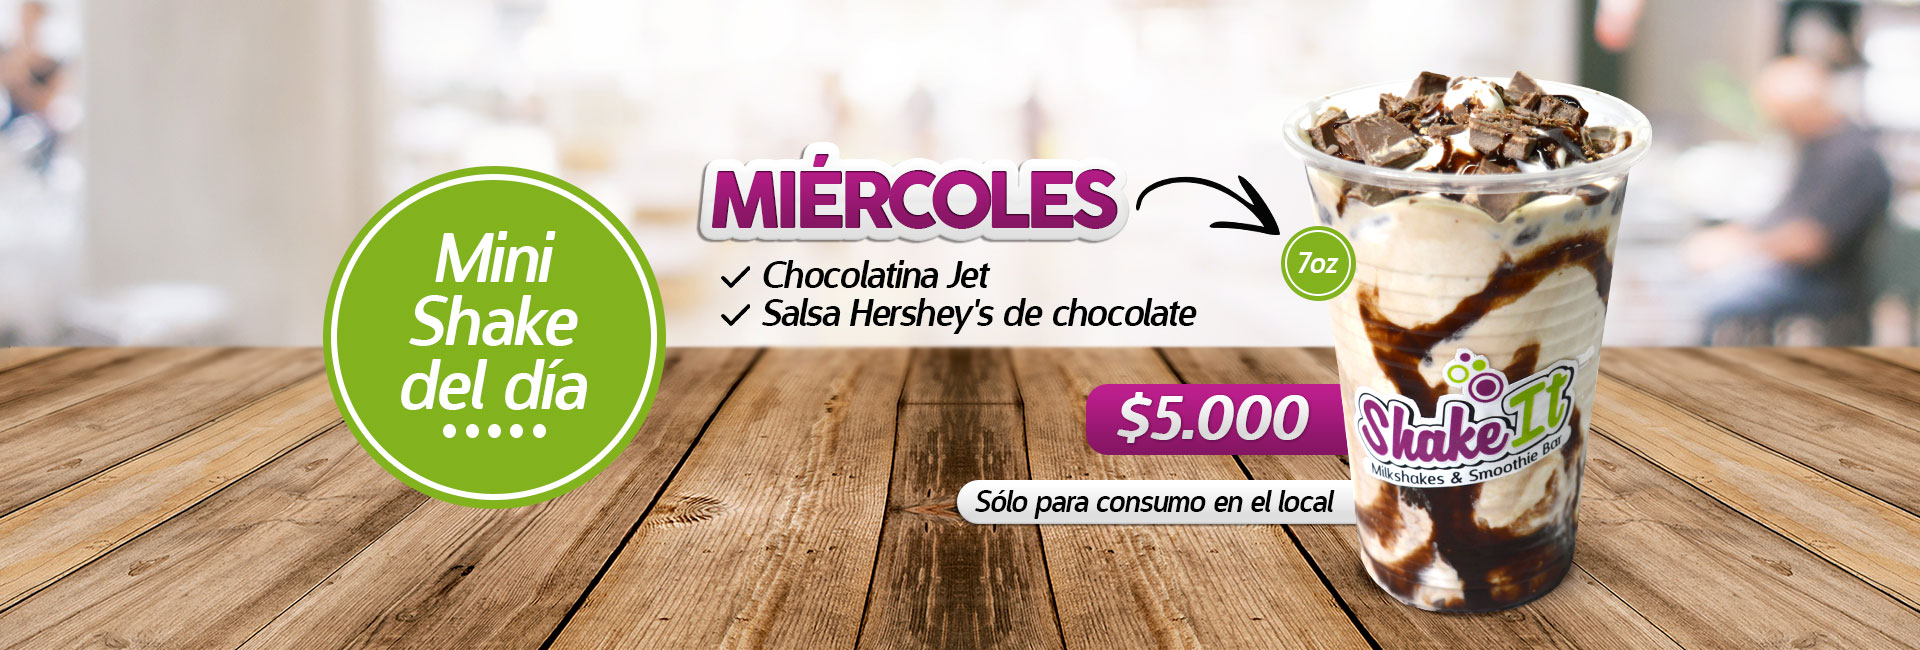 Mini
Shake
del día
MIÉRCOLES
Chocolatina Jet
Salsa Hershey's de chocolate
7oz
$5.000
Sólo para consumo en el local
Shake It
Milkshakes & Smoothie Bar